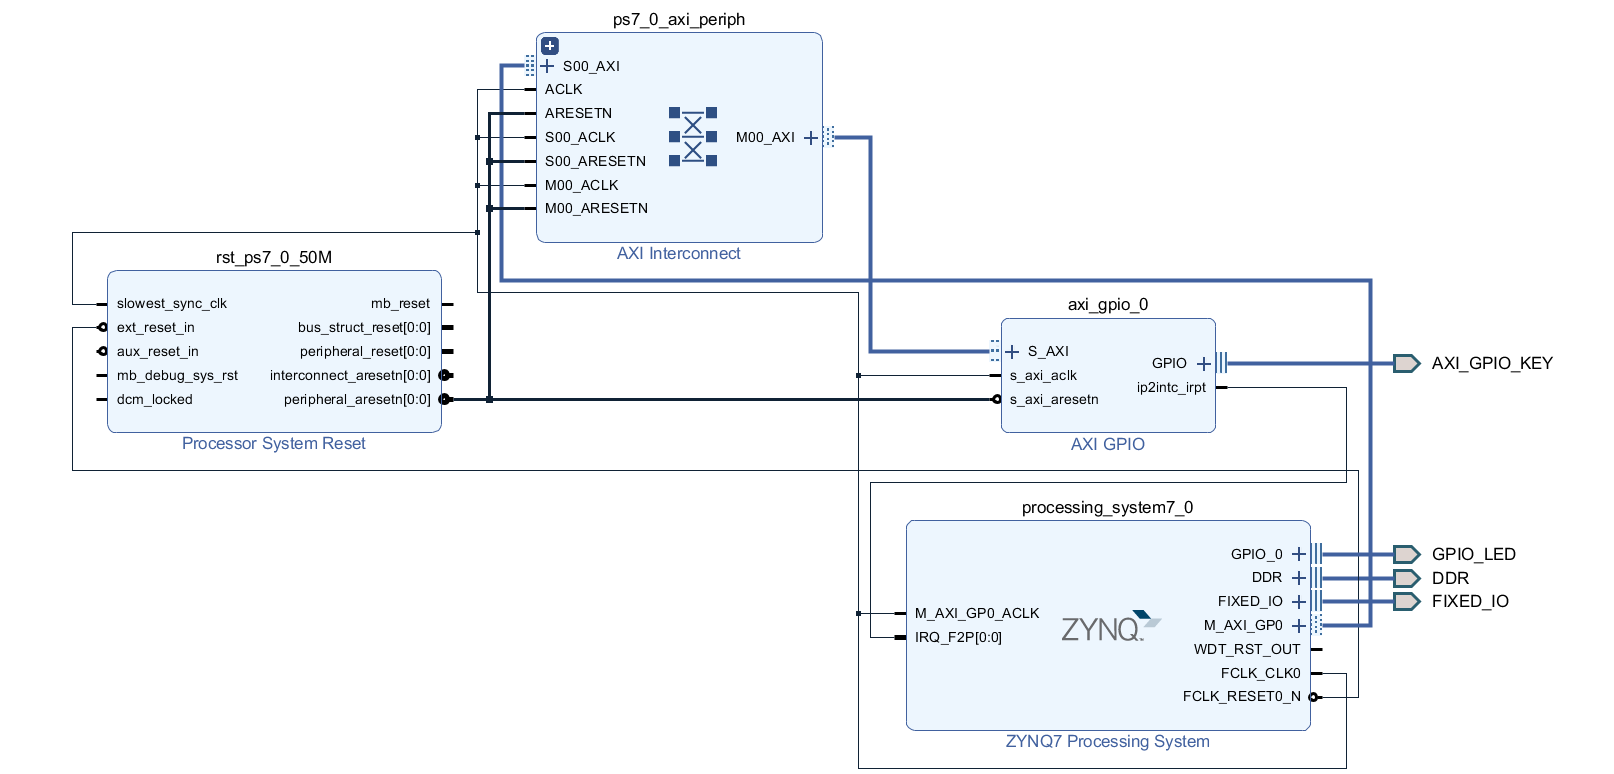 ps7_0_axi_periph
S00_AXI
ACLK
ARESETN
S00_ACLK
M00_AXI
S00_ARESETN
M00_ACLK
M00_ARESETN
AXI Interconnect
rst_ps7_0_50M
slowest_sync_clk
mb_reset
ext_reset_in
bus_struct_reset[0:0]
aux_reset_in
peripheral_reset[0:0]
mb_debug_sys_rst
interconnect_aresetn[0:0]
dcm_locked
peripheral_aresetn[0:0]
Processor System Reset
axi_gpio_0
S_AXI
GPIO
s_axi_aclk
ip2intc_irpt
s_axi_aresetn
AXI GPIO
AXI_GPIO_KEY
processing_system7_0
GPIO_0
DDR
FIXED_IO
M_AXI_GP0_ACLK
M_AXI_GP0
IRQ_F2P[0:0]
ZYNQ
WDT_RST_OUT
FCLK_CLK0
FCLK_RESET0_N
ZYNQ7 Processing System
GPIO_LED
DDR
FIXED_IO